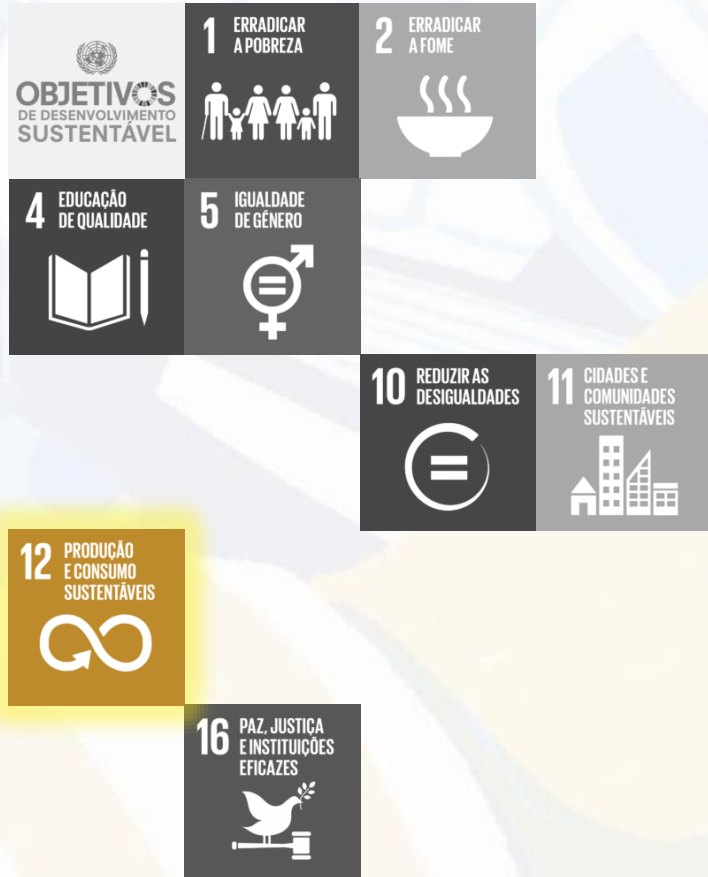 OBJETIVOS
DE DESENVOLVIMENTO
SUSTENTÁVEL
1 ERRADICAR
A POBREZA
2 ERRADICAR
A FOME
4 EDUCAÇÃO
DE QUALIDADE
5 IGUALDADE
DE GÊNERO
10 REDUZIR AS
DESIGUALDADES
11 CIDADES E
COMUNIDADES
SUSTENTÁVEIS
12 PRODUÇÃO
E CONSUMO
SUSTENTÁVEIS
16 PAZ, JUSTIÇA
E INSTITUIÇÕES
EFICAZES